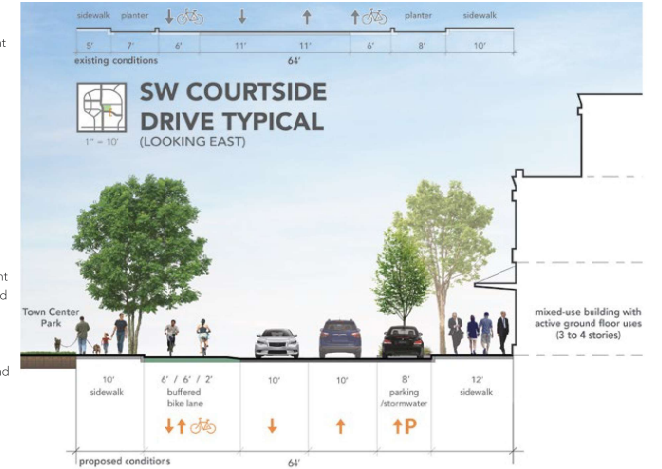 sidewalk planter planter sidewalk
5' 7' 6' 11' 11' 6' 8' 10'
existing conditions 64'
SW COURTSIDE
DRIVE TYPICAL
1" = 10' (LOOKING EAST)
Town Center
Park
mixed-use building with
active ground floor uses
(3 to 4 stories)
10' 6' / 6' / 2' 10' 10' 8' 12'
sidewalk buffered parking sidewalk
bike lane /stormwater
P
proposed conditions 64'